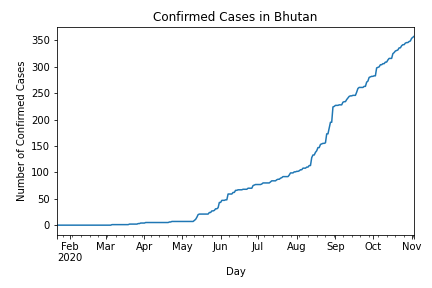 Confirmed Cases in Bhutan
Number of Confirmed Cases
350
300
250
200
150
100
50
0
Feb Mar Apr May Jun Jul Aug Sep Oct Nov
2020
Day